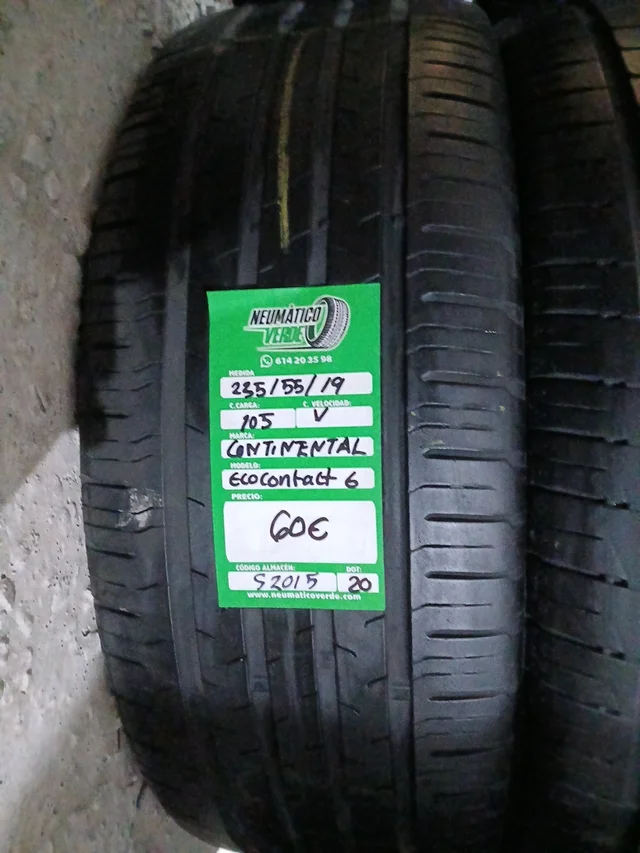 NEUMÁTICO
VERDE
614 20 35 98
MEDIDA
235/55/19
C.CARGA: C. VELOCIDAD:
105 V
MARCA:
CONTINENTAL
MODELO:
Ecocontact 6
PRECIO:
60€
CÓDIGO ALMACÉN: DOT:
S2015 20
www.neumaticoverde.com